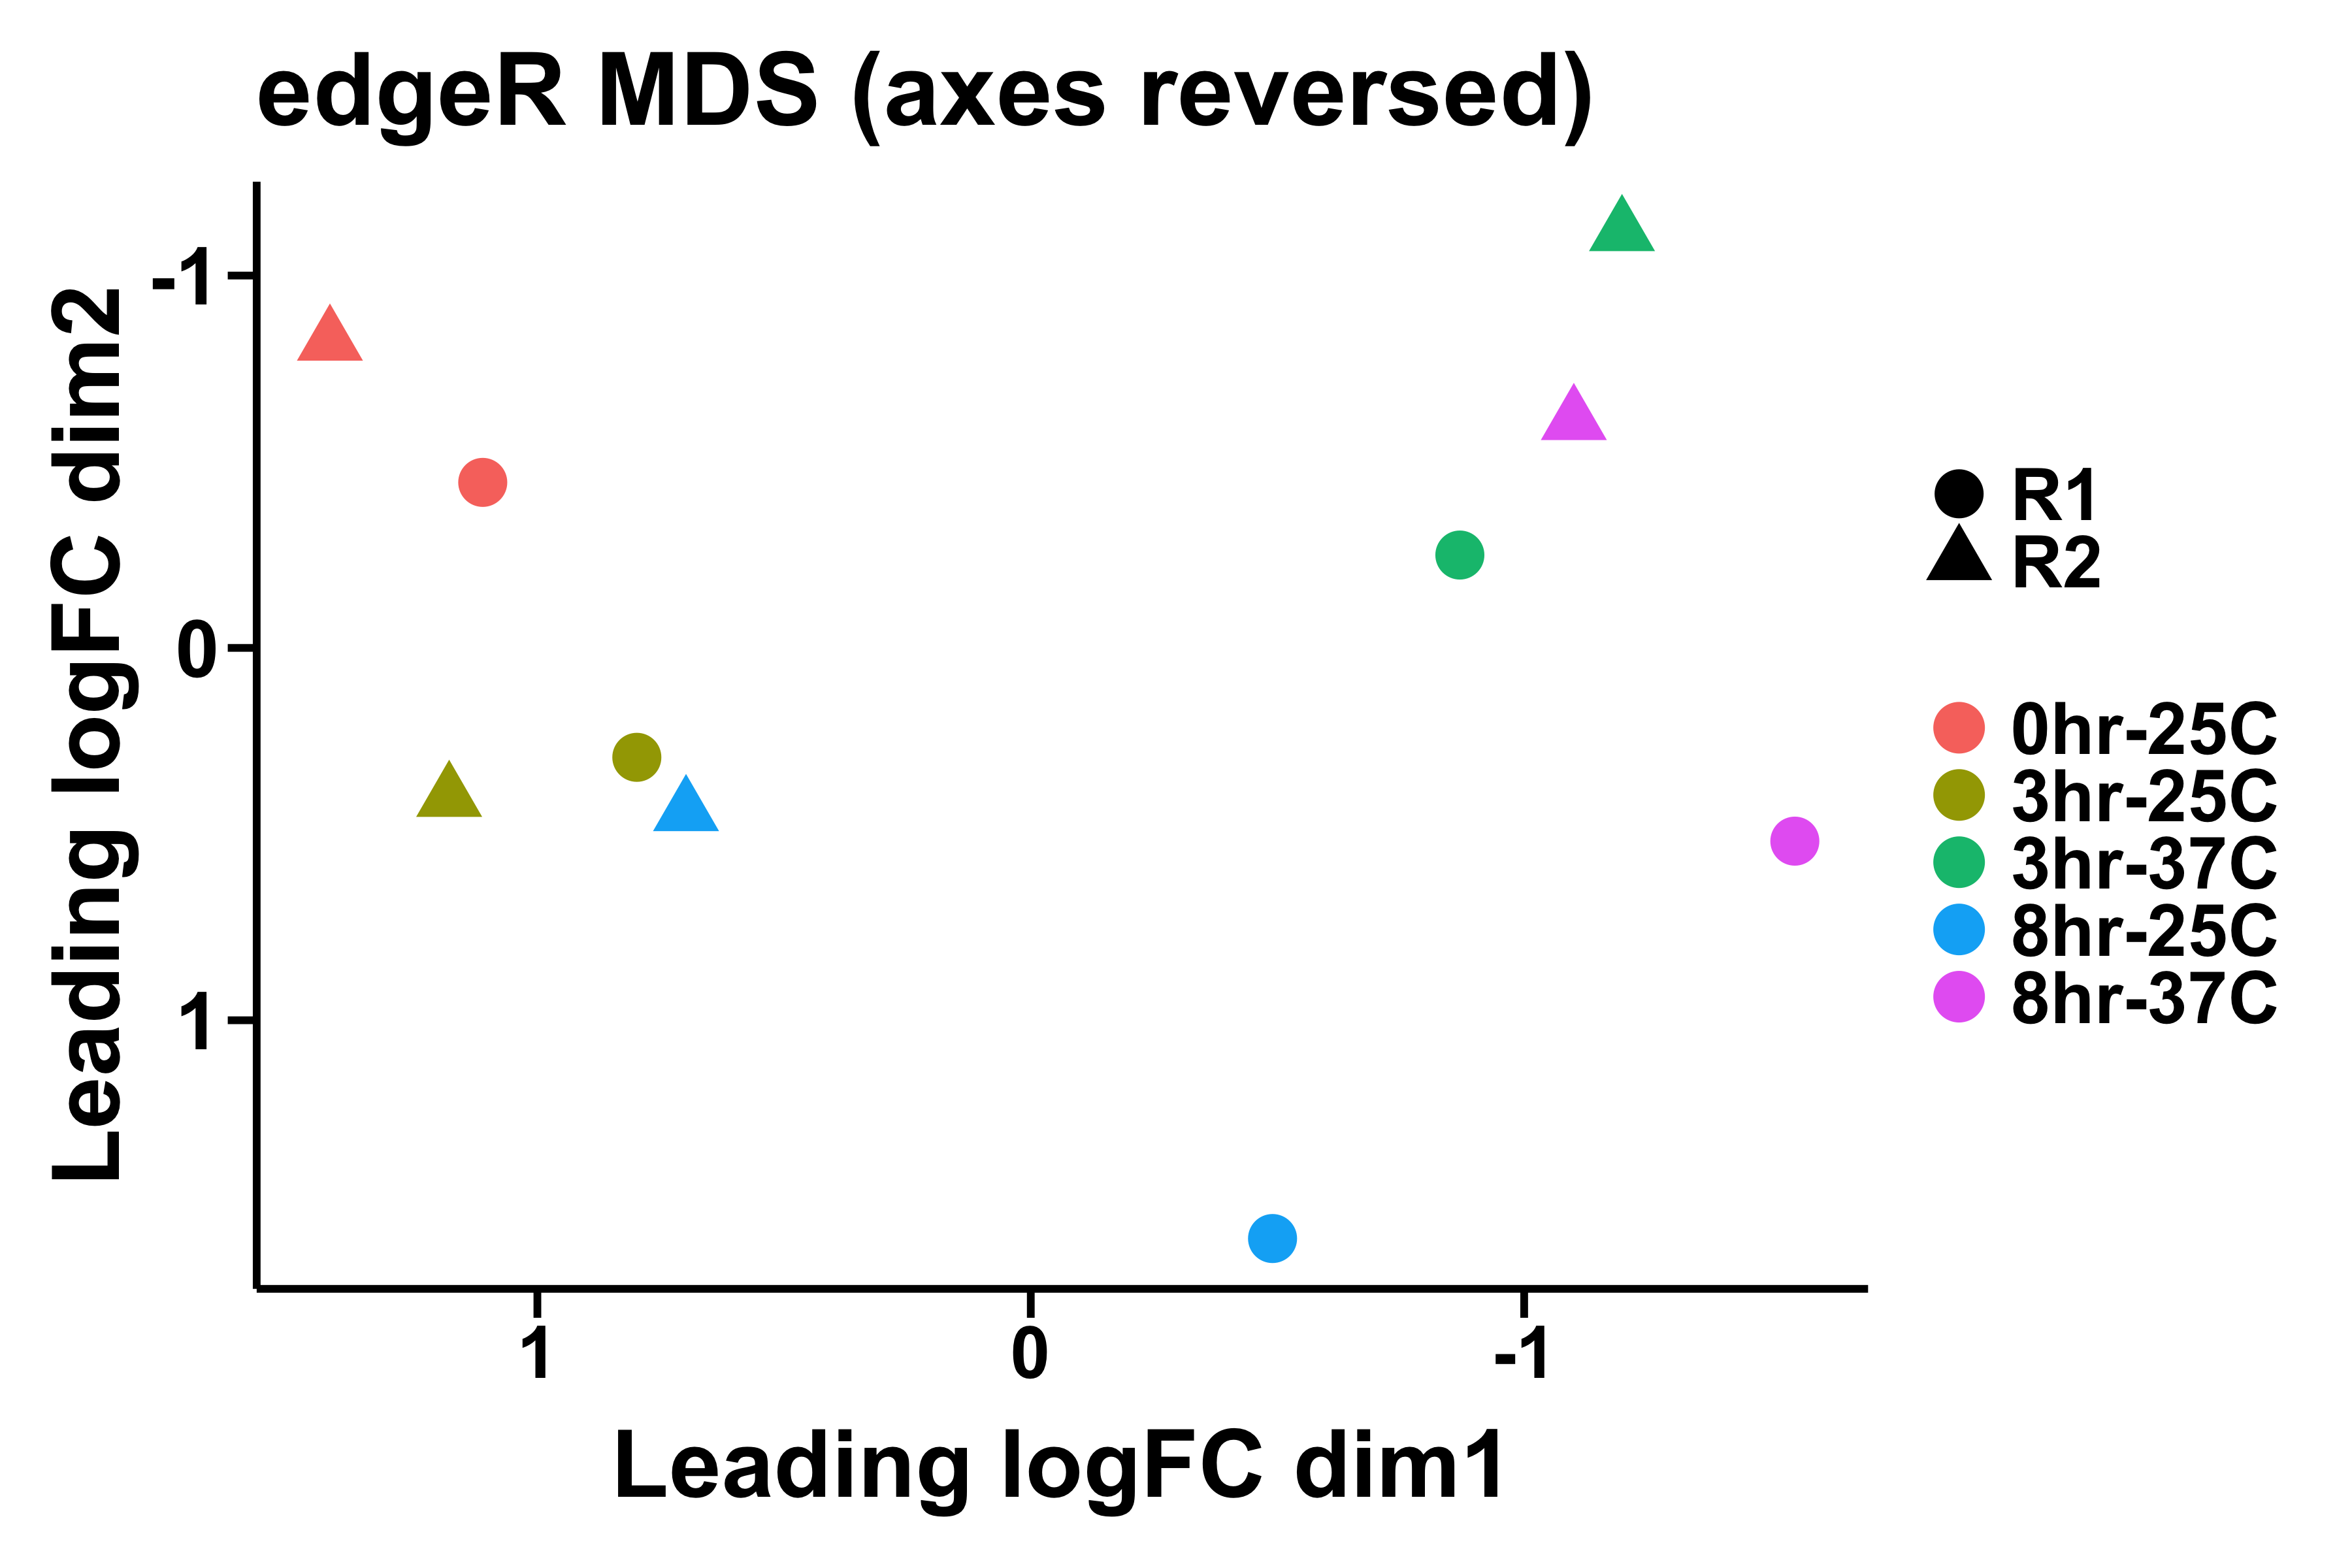 edgeR MDS (axes reversed)
Leading logFC dim2
-1
0
1
1
0
-1
Leading logFC dim1
R1
R2
0hr-25C
3hr-25C
3hr-37C
8hr-25C
8hr-37C